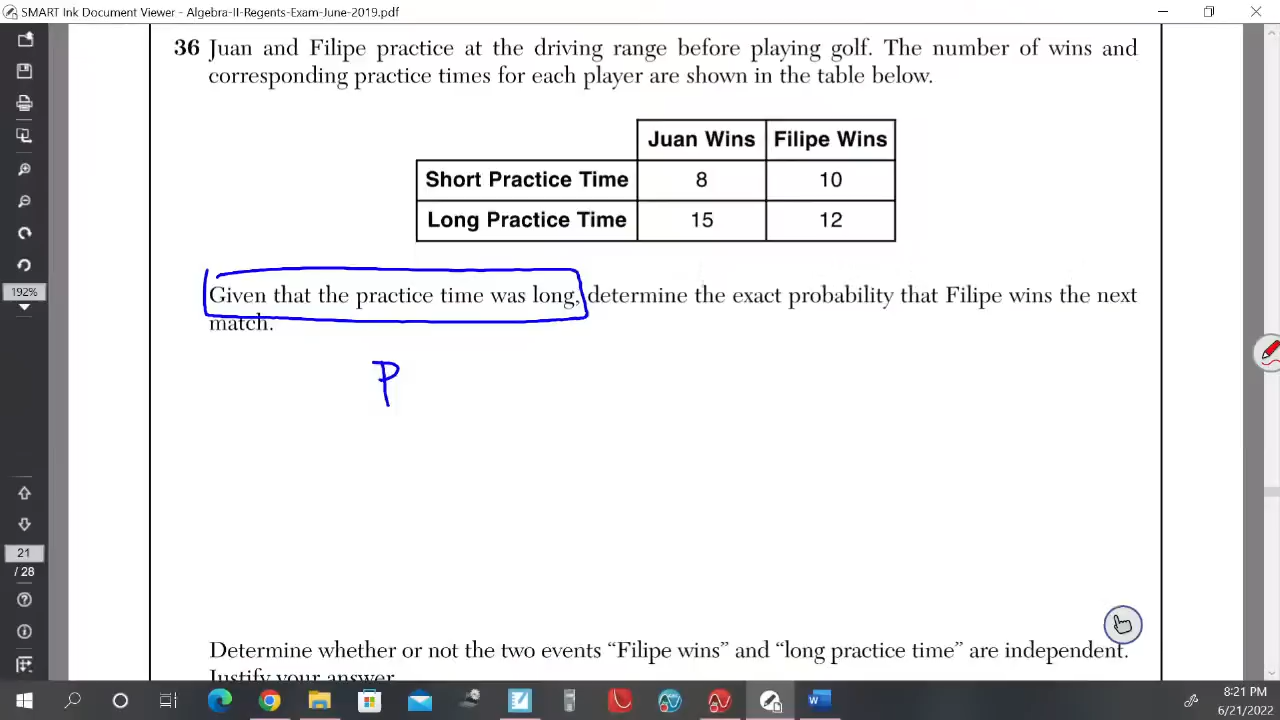 SMART Ink Document Viewer - Algebra-II-Regents-Exam-June-2019.pdf
36 Juan and Filipe practice at the driving range before playing golf. The number of wins and
corresponding practice times for each player are shown in the table below.
Juan Wins Filipe Wins
Short Practice Time 8 10
Long Practice Time 15 12
Given that the practice time was long, determine the exact probability that Filipe wins the next
match.
P
192%
21
/ 28
Determine whether or not the two events “Filipe wins” and “long practice time” are independent.
Justify your answer.
8:21 PM
6/21/2022